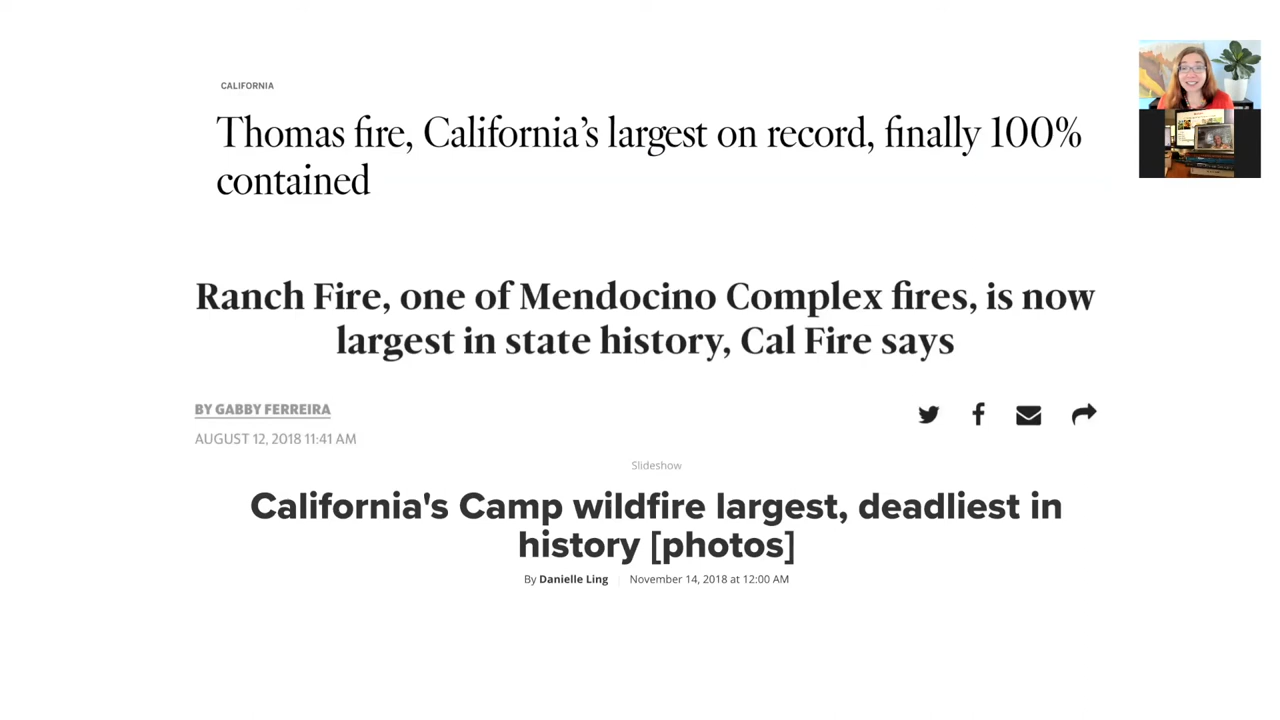 CALIFORNIA
Thomas fire, California’s largest on record, finally 100%
contained
Ranch Fire, one of Mendocino Complex fires, is now
largest in state history, Cal Fire says
BY GABBY FERREIRA
AUGUST 12, 2018 11:41 AM
Slideshow
California's Camp wildfire largest, deadliest in
history [photos]
By Danielle Ling | November 14, 2018 at 12:00 AM